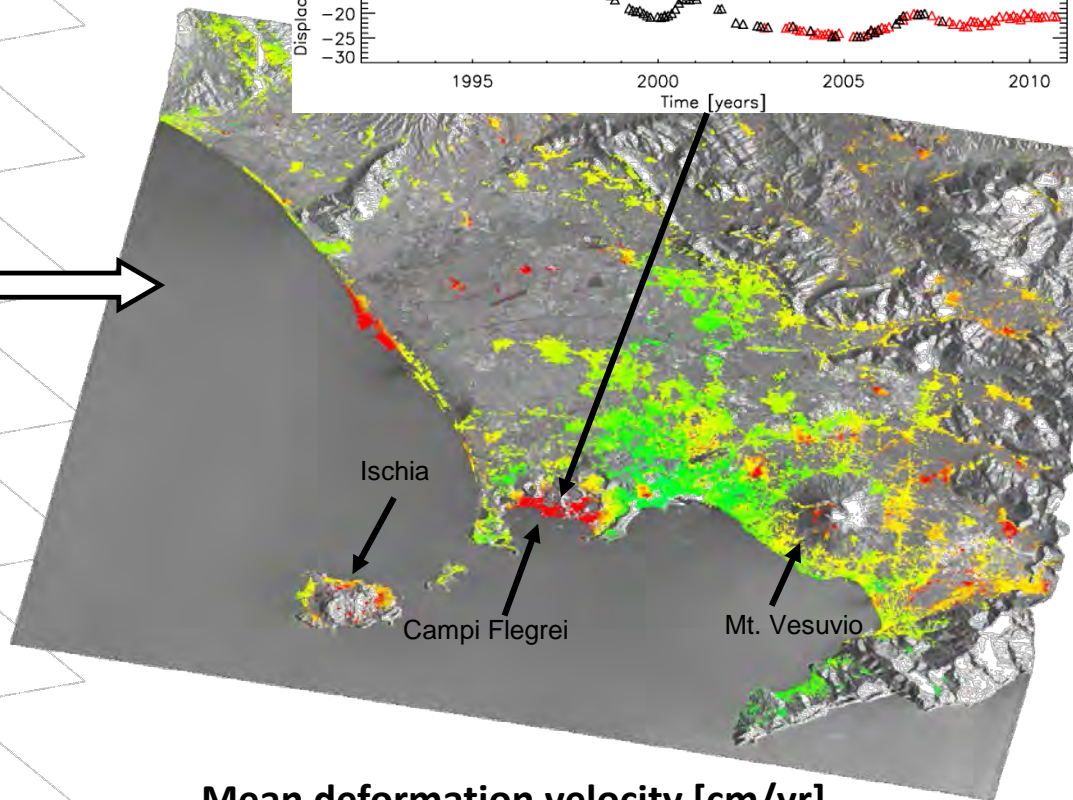 Displac
-20
-25
-30
1995 2000 2005 2010
Time [years]
Ischia
Campi Flegrei
Mt. Vesuvio
Mean deformation velocity [cm/yr]